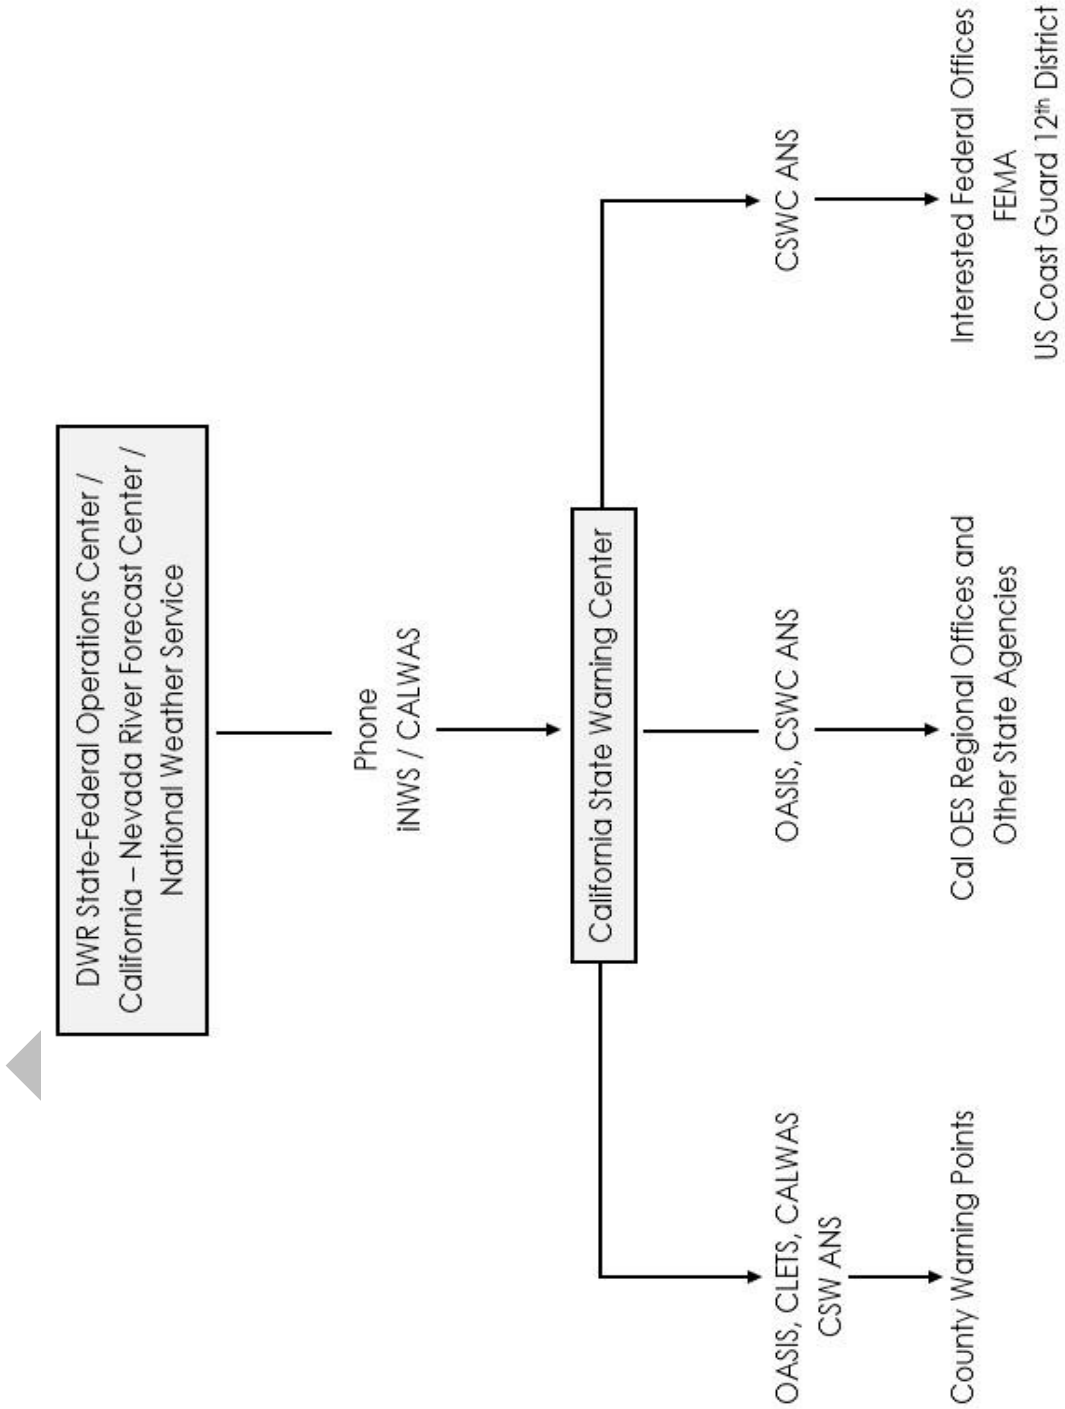 DWR State-Federal Operations Center /
California – Nevada River Forecast Center /
National Weather Service
Phone
iNWS / CALWAS
California State Warning Center
OASIS, CLETS, CALWAS
CSW ANS
County Warning Points
OASIS, CSWC ANS
Cal OES Regional Offices and
Other State Agencies
CSWC ANS
Interested Federal Offices
FEMA
US Coast Guard 12th District